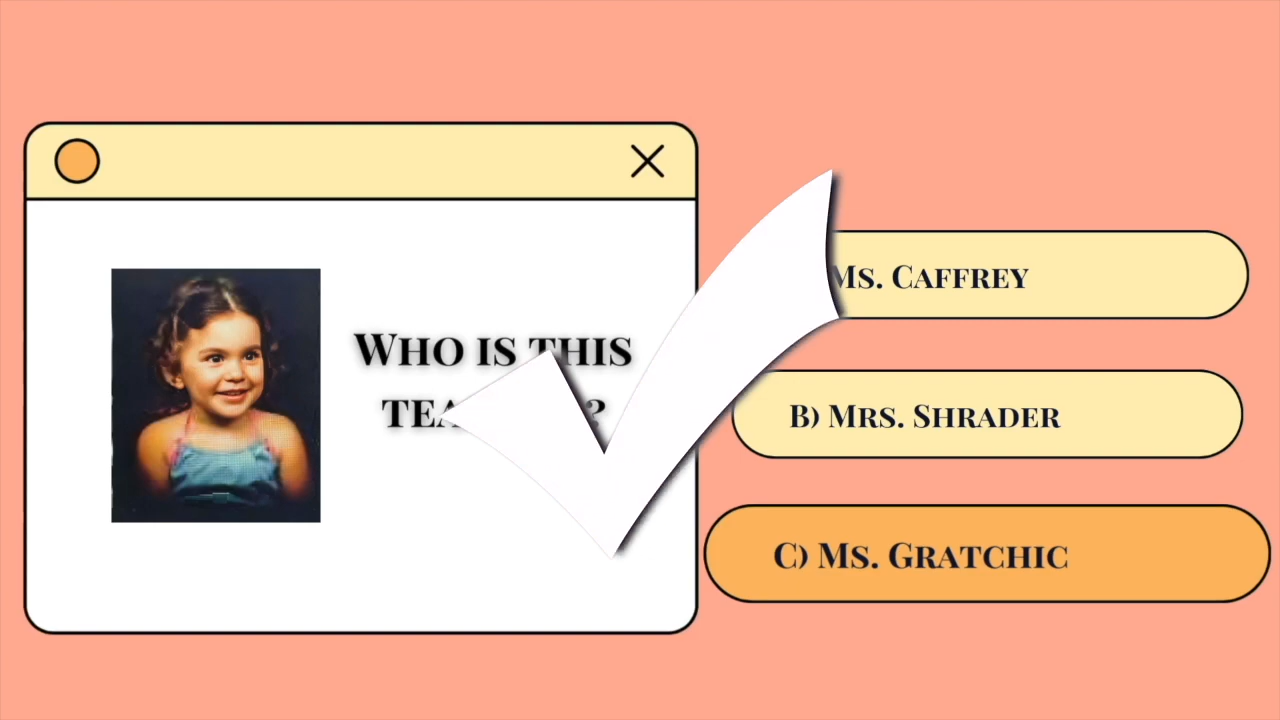 Who is this
?
Ms. Caffrey
B) Mrs. Shrader
C) Ms. Gratchic